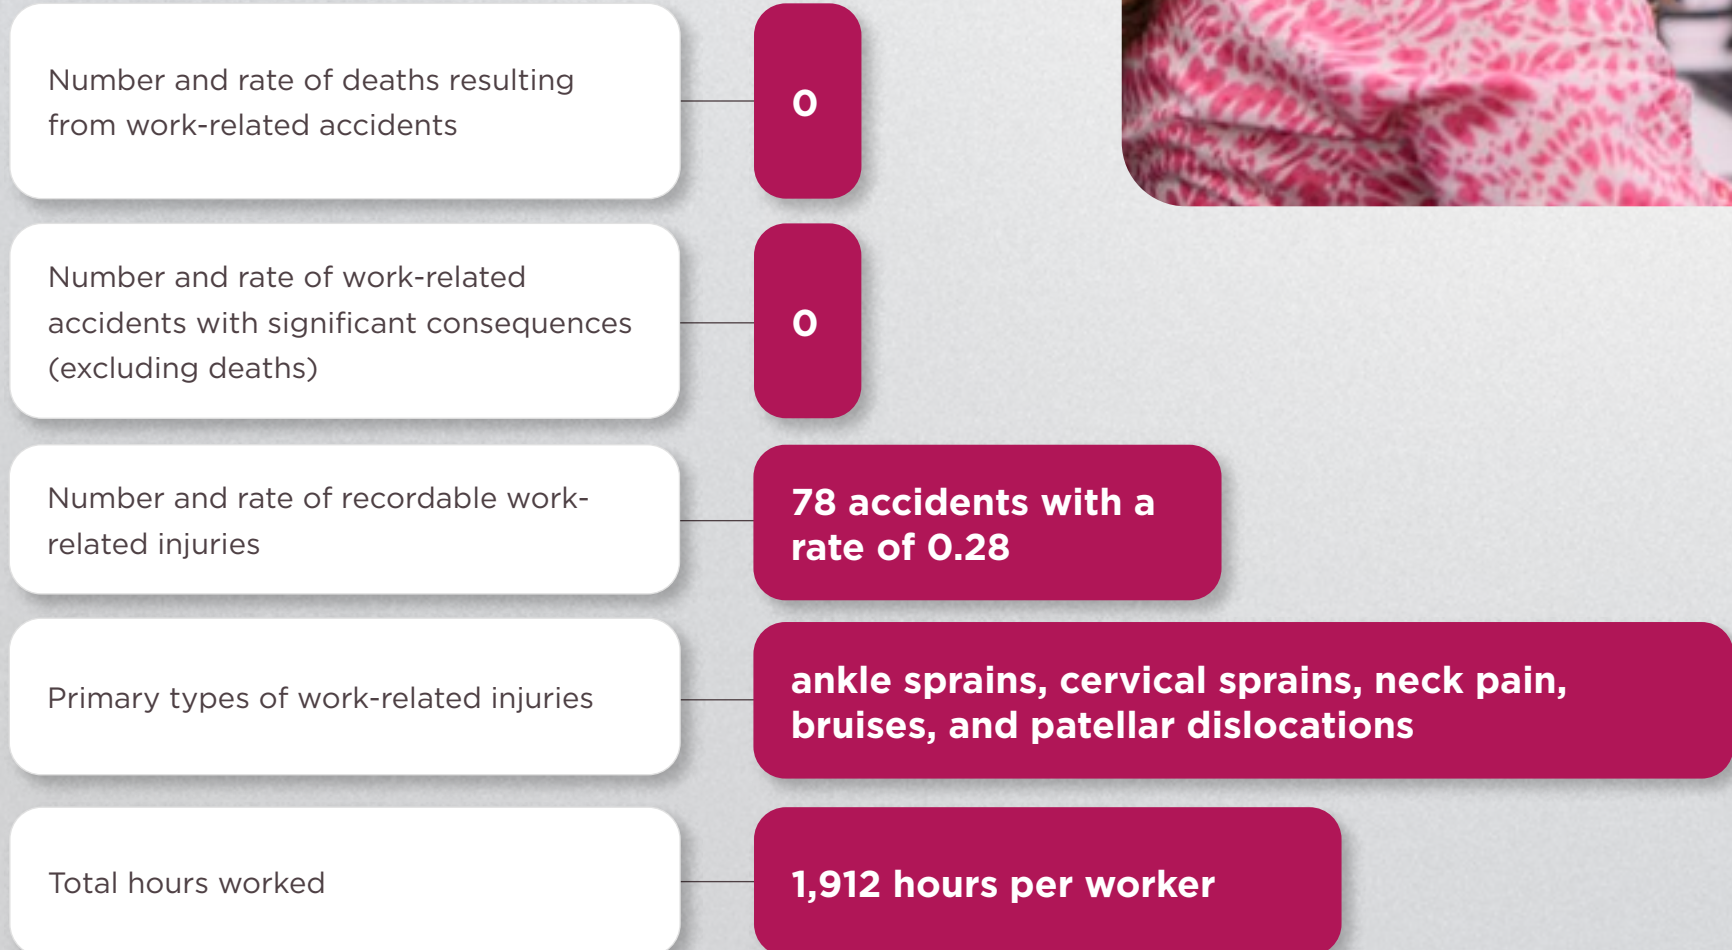 Number and rate of deaths resulting
from work-related accidents
0
Number and rate of work-related
accidents with significant consequences
(excluding deaths)
0
Number and rate of recordable work-
related injuries
78 accidents with a
rate of 0.28
Primary types of work-related injuries
ankle sprains, cervical sprains, neck pain,
bruises, and patellar dislocations
Total hours worked
1,912 hours per worker